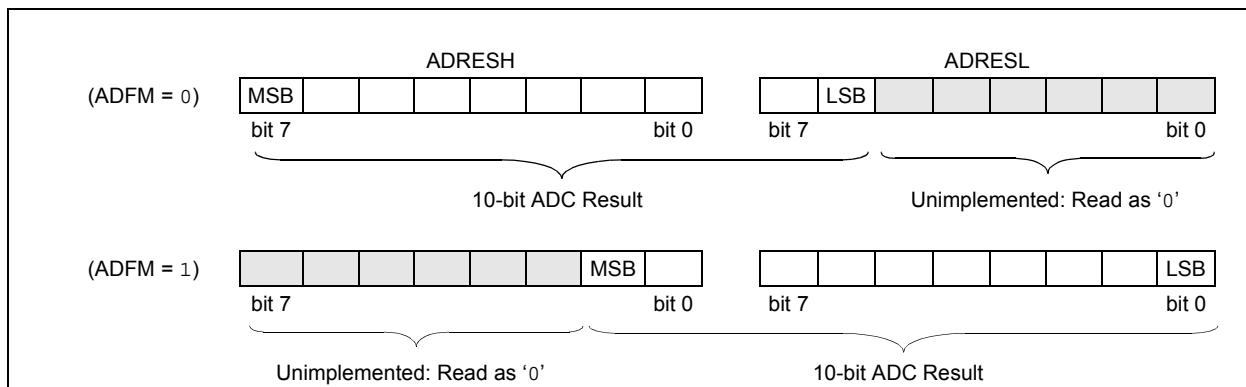 ADRESH ADRESL
(ADFM = 0) MSB LSB
bit 7 bit 0 bit 7 bit 0
10-bit ADC Result Unimplemented: Read as ‘0’
(ADFM = 1) MSB LSB
bit 7 bit 0 bit 7 bit 0
Unimplemented: Read as ‘0’ 10-bit ADC Result